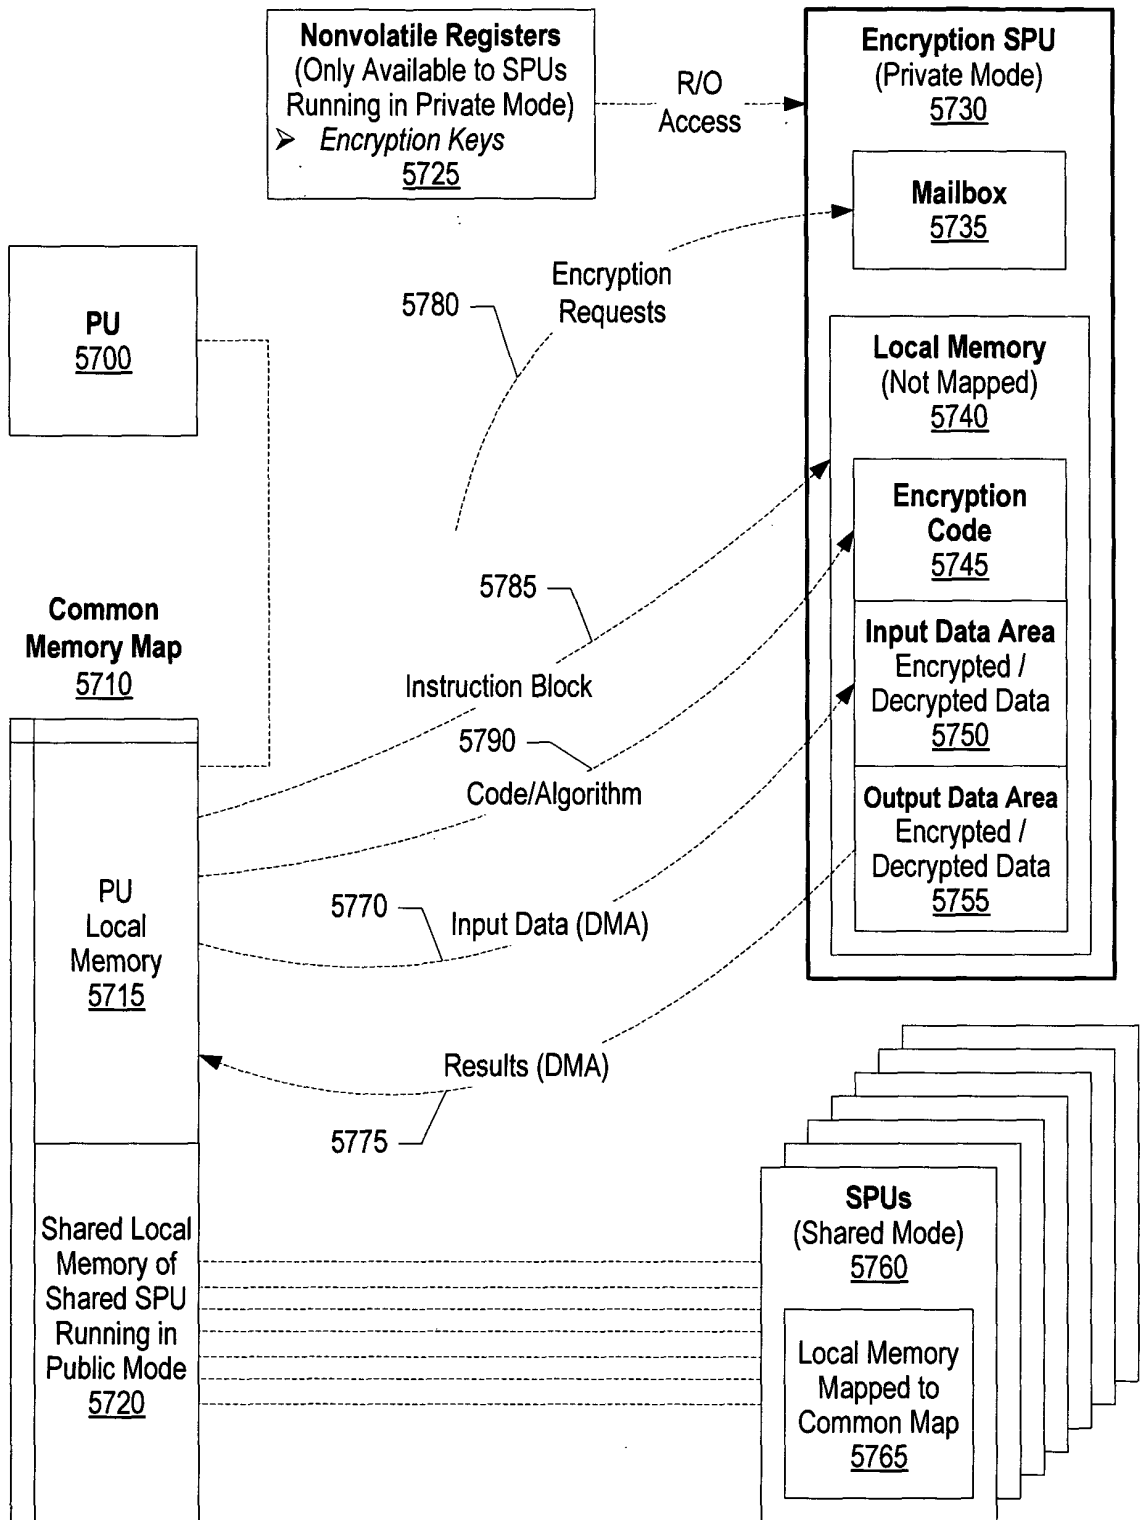 Nonvolatile Registers
(Only Available to SPUs
Running in Private Mode)
➢ Encryption Keys
5725
R/O
Access
Encryption SPU
(Private Mode)
5730
Mailbox
5735
PU
5700
5780
Encryption
Requests
Local Memory
(Not Mapped)
5740
Encryption
Code
5745
Input Data Area
Encrypted /
Decrypted Data
5750
Output Data Area
Encrypted /
Decrypted Data
5755
5785
Common
Memory Map
5710
Instruction Block
5790
Code/Algorithm
PU
Local
Memory
5715
5770
Input Data (DMA)
Results (DMA)
5775
Shared Local
Memory of
Shared SPU
Running in
Public Mode
5720
SPUs
(Shared Mode)
5760
Local Memory
Mapped to
Common Map
5765